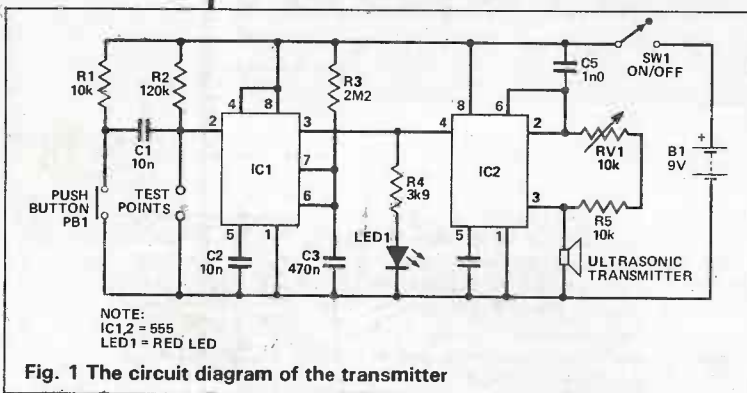 R1
10k
R2
120k
C1
10n
PUSH
BUTTON
PB1
TEST
POINTS
4
8
2
3
IC1
7
6
5
1
C2
10n
R3
2M2
C3
470n
R4
3k9
LED1
8
6
4
2
IC2
3
5
1
C5
1n0
RV1
10k
R5
10k
ULTRASONIC
TRANSMITTER
SW1
ON/OFF
+
B1
9V
NOTE:
IC1,2 = 555
LED1 = RED LED
Fig. 1 The circuit diagram of the transmitter